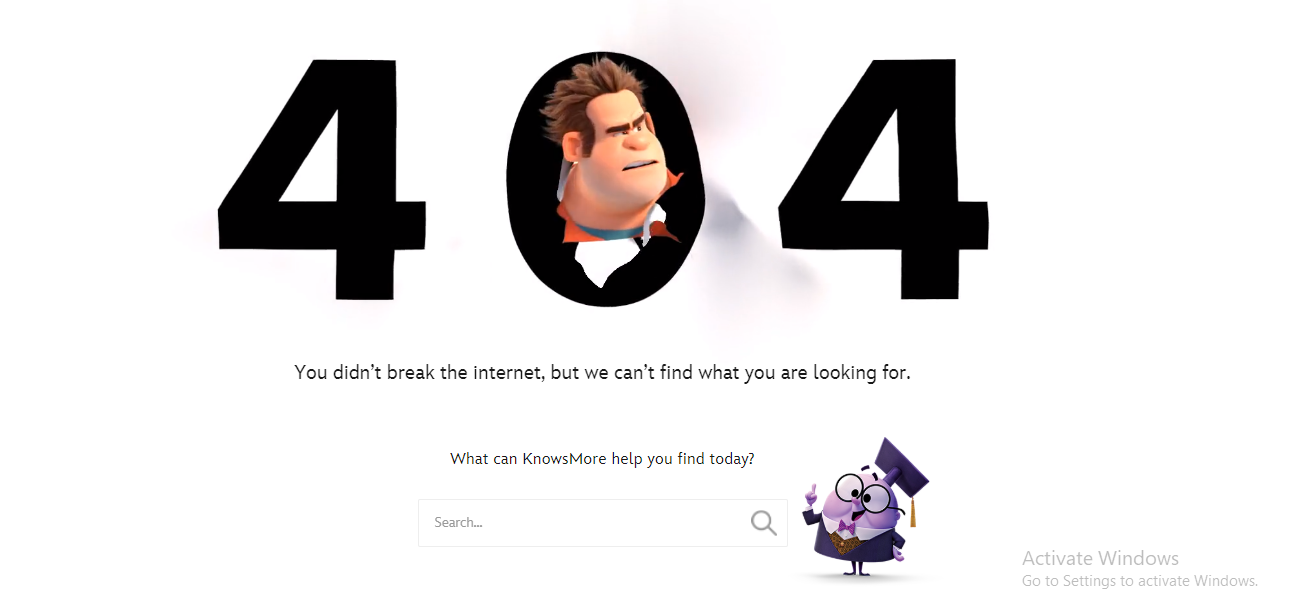 404
You didn’t break the internet, but we can’t find what you are looking for.
What can KnowsMore help you find today?
Search...
Activate Windows
Go to Settings to activate Windows.